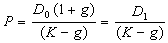 P = D₀ (1 + g) / (K − g) = D₁ / (K − g)